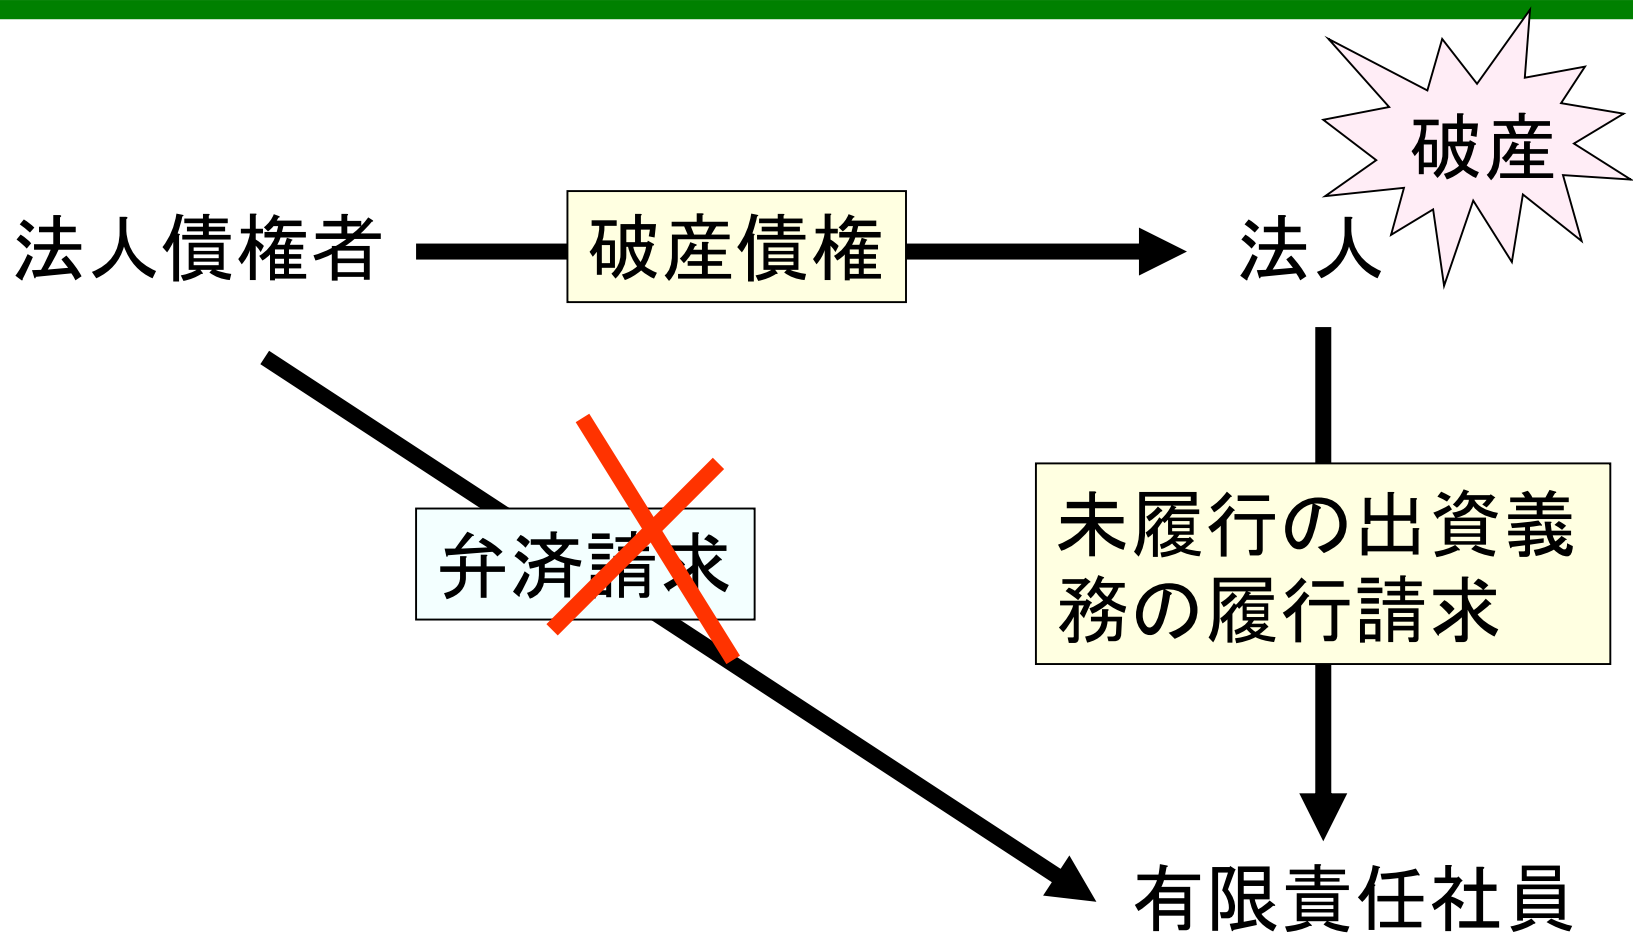 破産
法人債権者
破産債権
法人
弁済請求
未履行の出資義
務の履行請求
有限責任社員